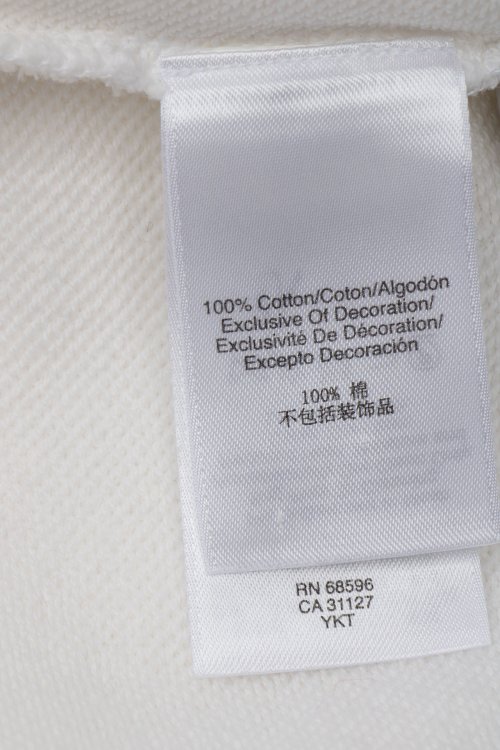 100% Cotton/Coton/Algodón
Exclusive Of Decoration/
Exclusivité De Décoration/
Excepto Decoración
100% 棉
不包括装饰品
RN 68596
CA 31127
YKT